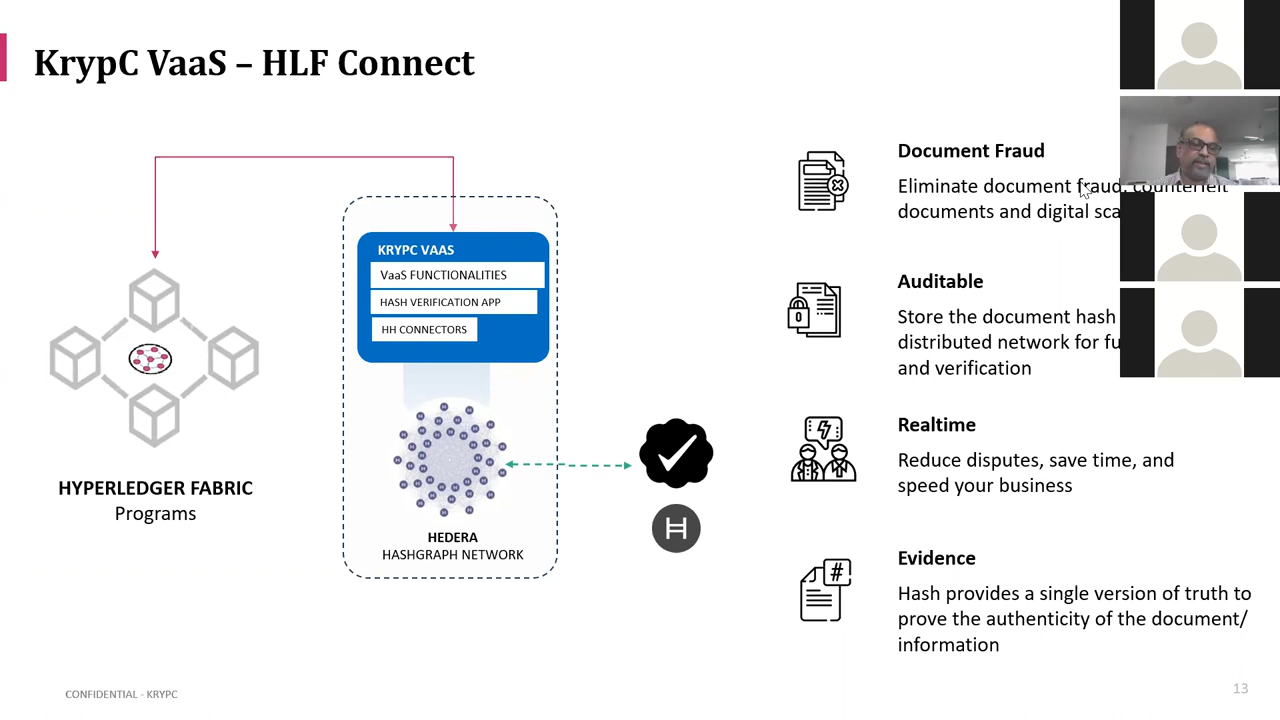 KrypC VaaS – HLF Connect
KRYPC VAAS
VaaS FUNCTIONALITIES
HASH VERIFICATION APP
HH CONNECTORS
HYPERLEDGER FABRIC
Programs
HEDERA
HASHGRAPH NETWORK
Document Fraud
Eliminate document fraud, counterfeit
documents and digital
Auditable
Store the document hash
distributed network for
and verification
Realtime
Reduce disputes, save time, and
speed your business
#
Evidence
Hash provides a single version of truth to
prove the authenticity of the document/
information
CONFIDENTIAL - KRYPC
13